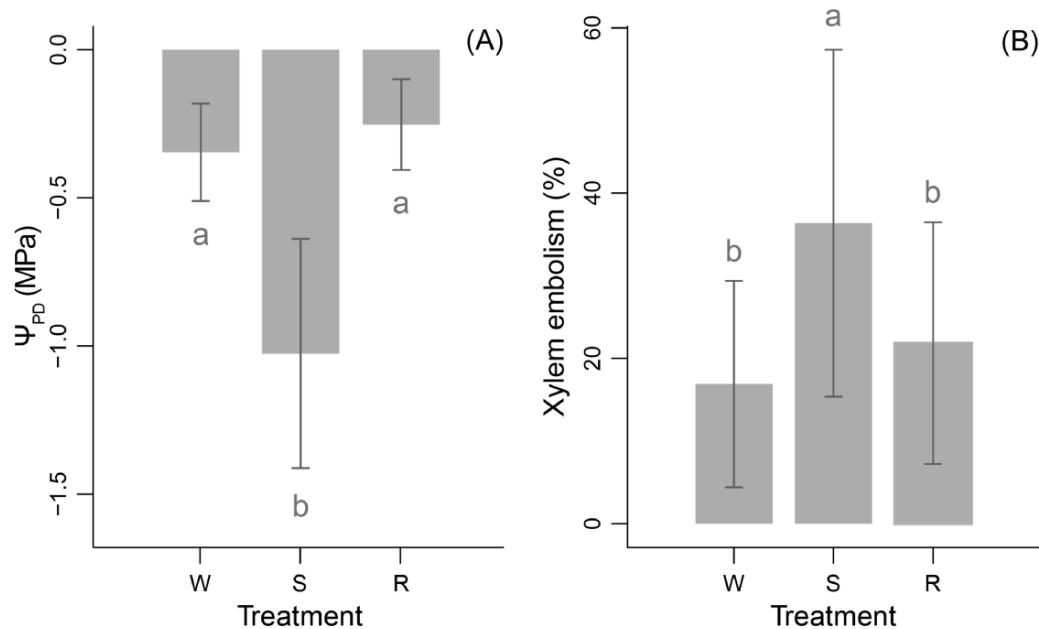 (A)
ΨPD (MPa)
0.0
−0.5
−1.0
−1.5
a
b
a
W
S
R
Treatment
(B)
Xylem embolism (%)
60
40
20
0
b
a
b
W
S
R
Treatment